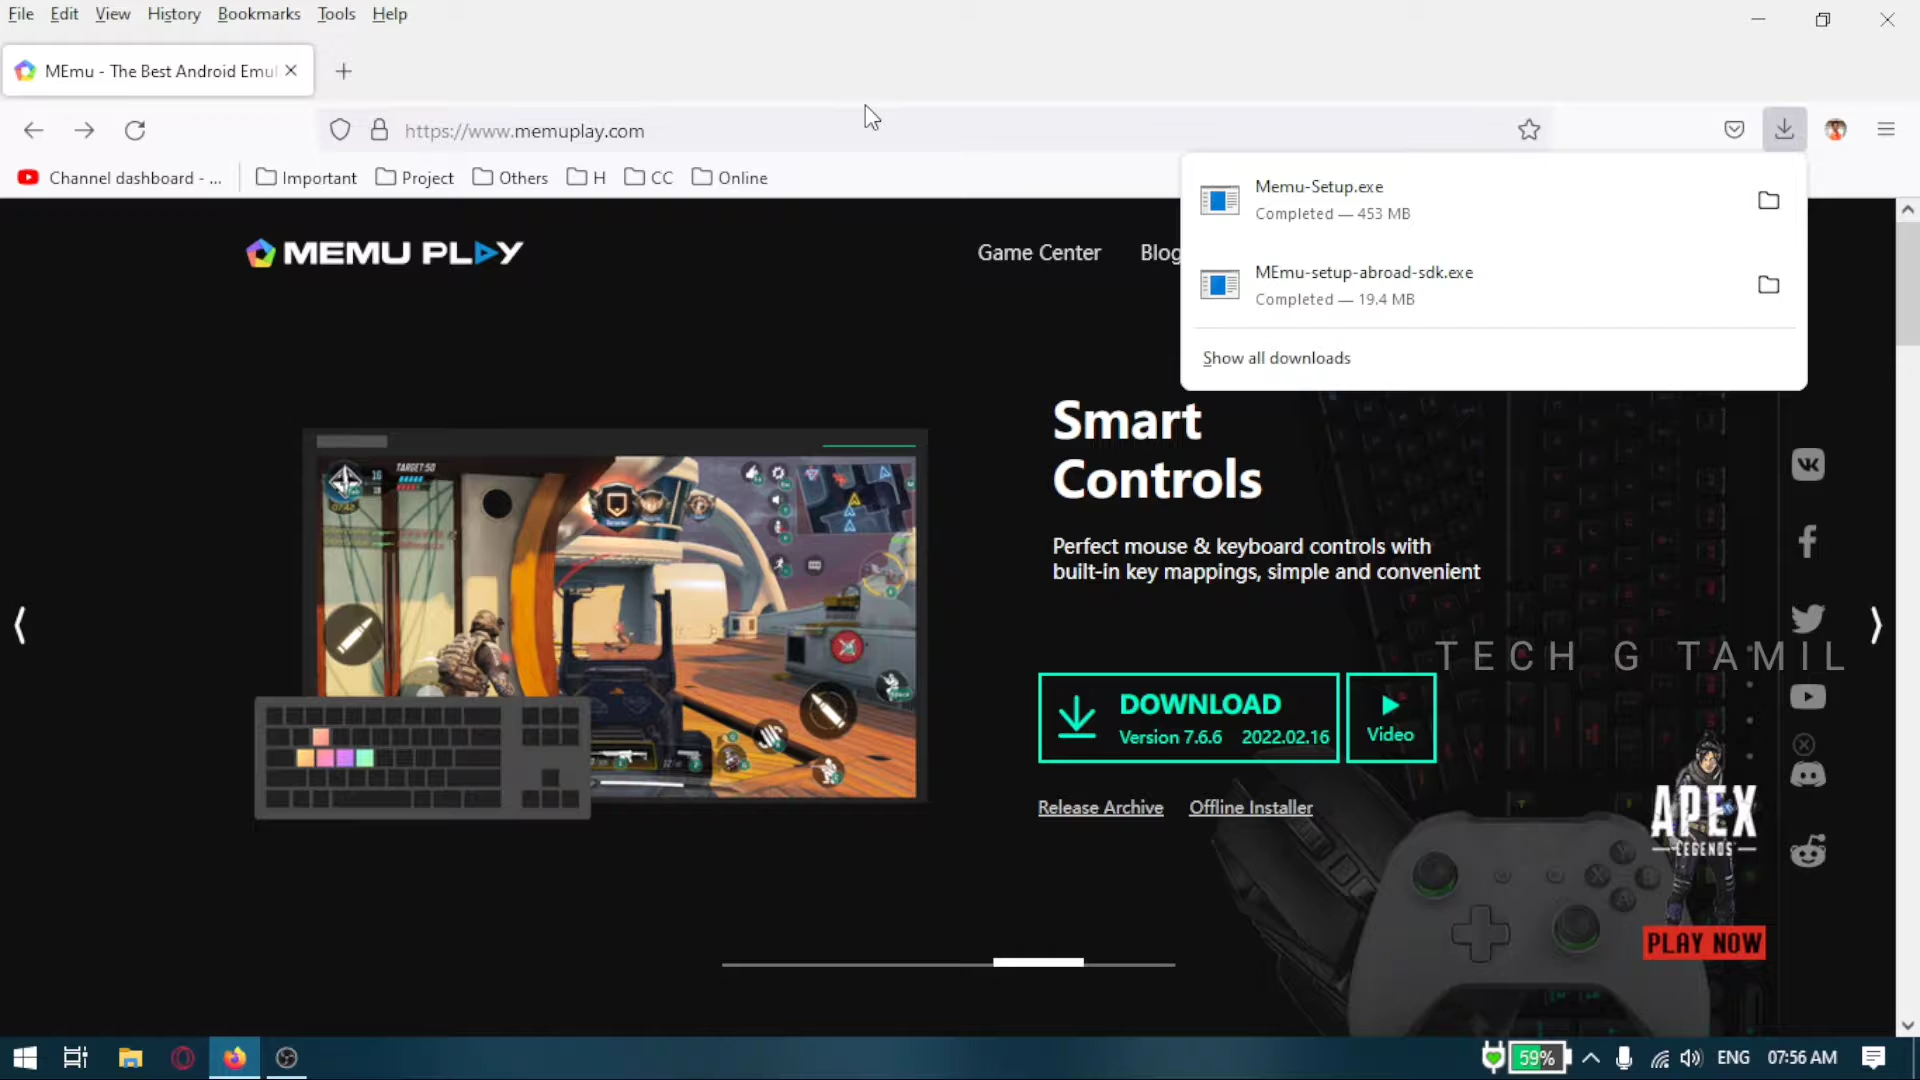 File Edit View History Bookmarks Tools Help
MEmu - The Best Android Emul
https://www.memuplay.com
Channel dashboard - ... Important Project Others H CC Online
Memu-Setup.exe
Completed — 453 MB
MEmu-setup-abroad-sdk.exe
Completed — 19.4 MB
Show all downloads
MEMU PLAY
Game Center Blog
Smart
Controls
Perfect mouse & keyboard controls with
built-in key mappings, simple and convenient
TARGET:50
TECH G TAMIL
DOWNLOAD
Version 7.6.6 2022.02.16
Video
Release Archive Offline Installer
APEX
LEGENDS
PLAY NOW
59% ENG 07:56 AM